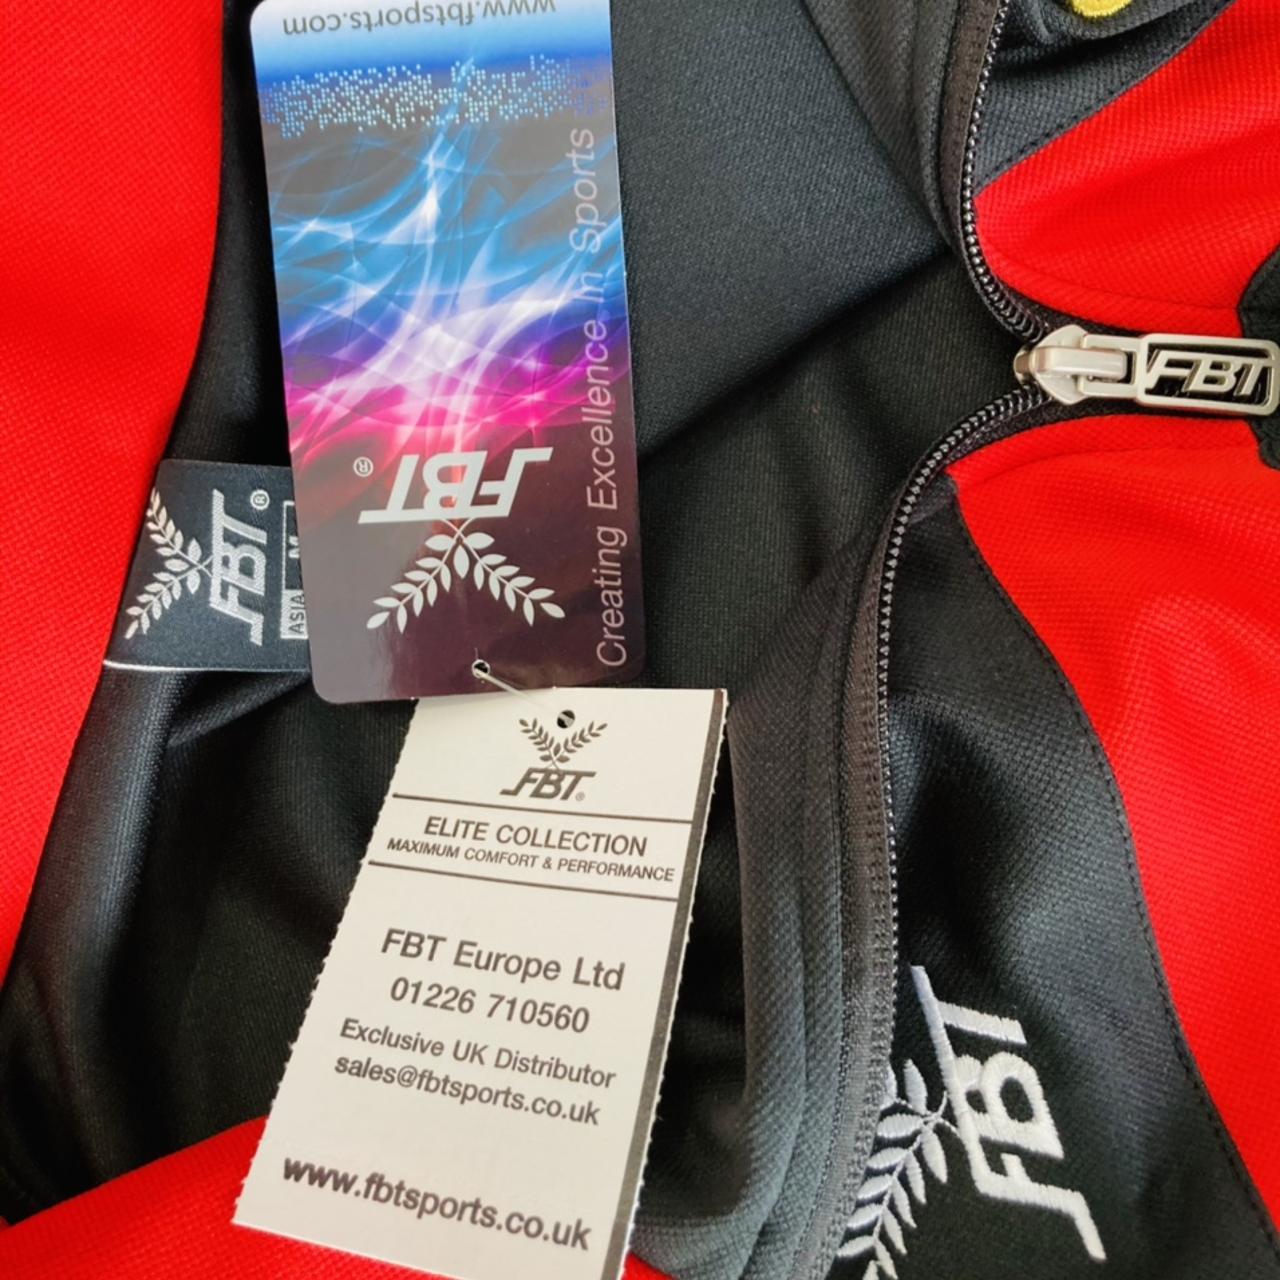 www.fbtsports.com
Creating Excellence in Sports
FBT®
FBT®
M
ASIA
FBT
FBT®
ELITE COLLECTION
MAXIMUM COMFORT & PERFORMANCE
FBT Europe Ltd
01226 710560
Exclusive UK Distributor
sales@fbtsports.co.uk
www.fbtsports.co.uk
FBT